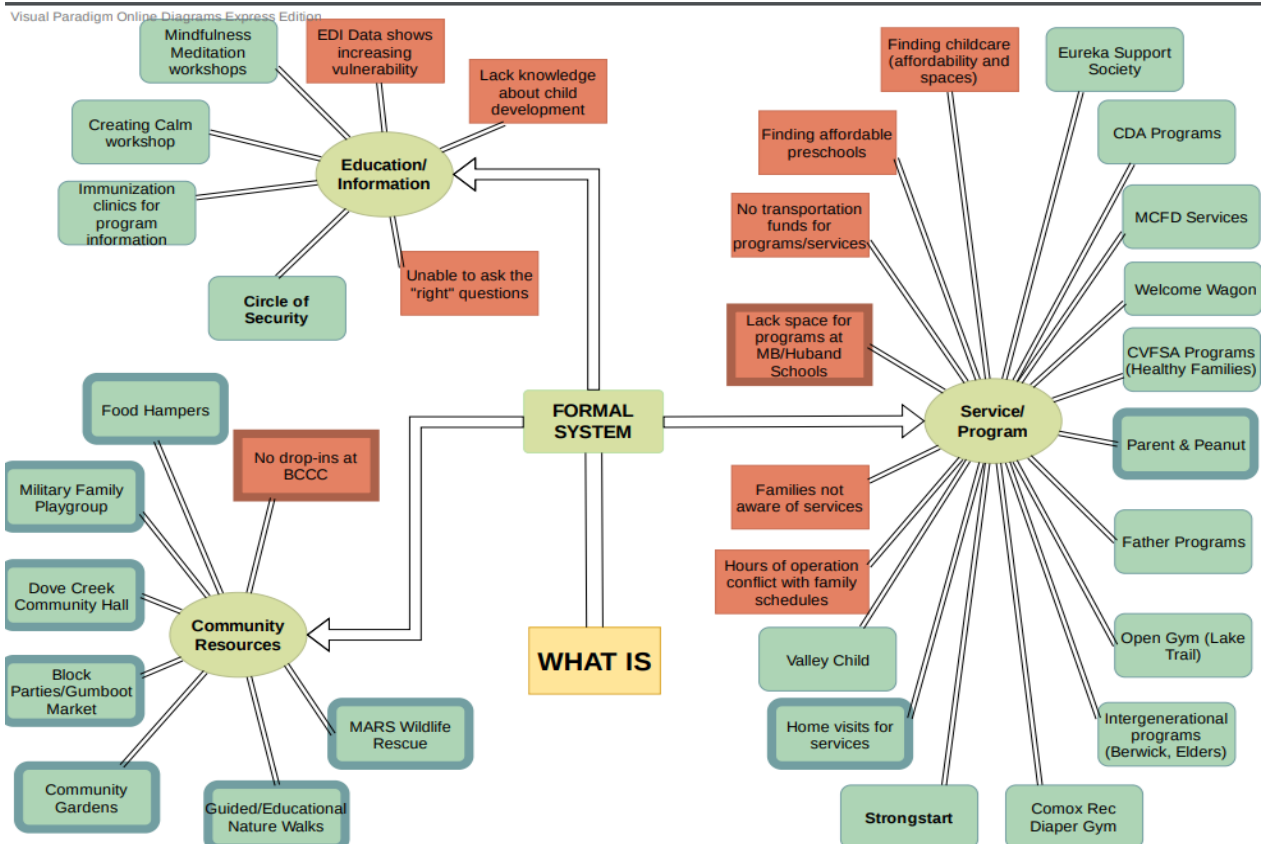 Visual Paradigm Online Diagrams Express Edition
Mindfulness
Meditation
workshops
EDI Data shows
increasing
vulnerability
Lack knowledge
about child
development
Creating Calm
workshop
Education/
Information
Immunization
clinics for
program
information
Circle of
Security
Unable to ask the
"right" questions
Finding childcare
(affordability and
spaces)
Eureka Support
Society
Finding affordable
preschools
CDA Programs
No transportation
funds for
programs/services
MCFD Services
Welcome Wagon
Lack space for
programs at
MB/Huband
Schools
CVFSA Programs
(Healthy Families)
FORMAL
SYSTEM
Service/
Program
Parent & Peanut
Families not
aware of services
Father Programs
Hours of operation
conflict with family
schedules
Valley Child
Open Gym (Lake
Trail)
Home visits for
services
Intergenerational
programs
(Berwick, Elders)
Strongstart
Comox Rec
Diaper Gym
Food Hampers
No drop-ins at
BCCC
Military Family
Playgroup
Dove Creek
Community Hall
Community
Resources
Block
Parties/Gumboot
Market
MARS Wildlife
Rescue
Community
Gardens
Guided/Educational
Nature Walks
WHAT IS